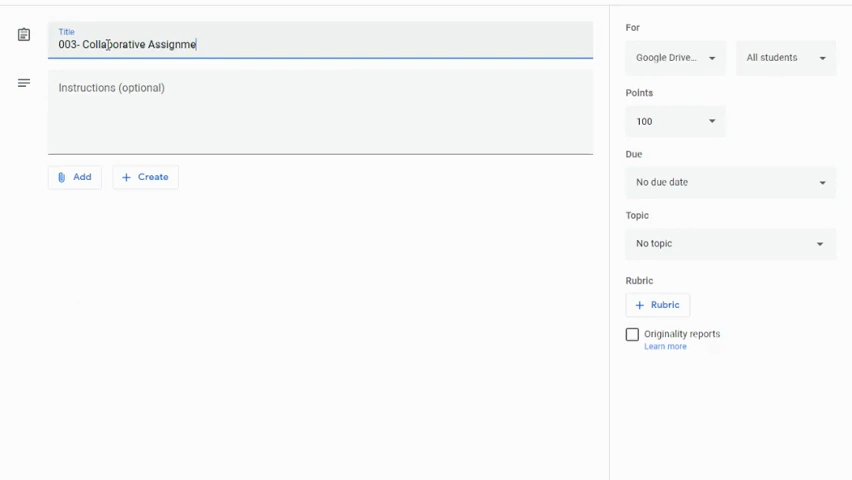 Title
003- Collaborative Assignme
Instructions (optional)
Add
Create
For
Google Drive...
All students
Points
100
Due
No due date
Topic
No topic
Rubric
Rubric
Originality reports
Learn more